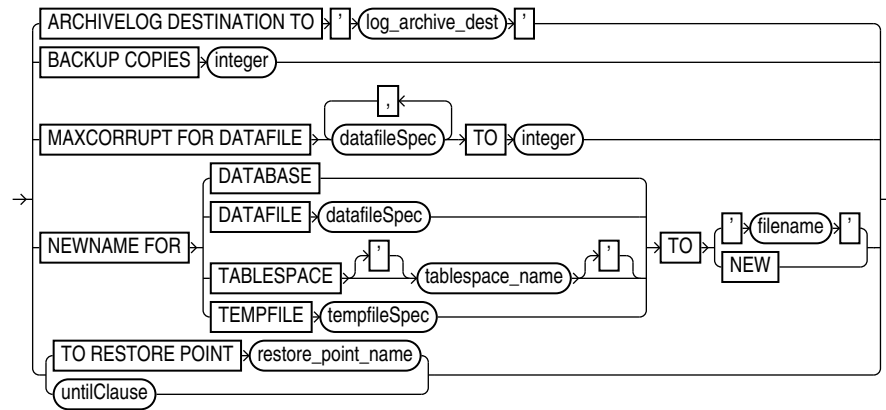 ARCHIVELOG DESTINATION TO ' log_archive_dest '
BACKUP COPIES integer
,
MAXCORRUPT FOR DATAFILE datafileSpec TO integer
DATABASE
DATAFILE datafileSpec
NEWNAME FOR TO ' filename '
NEW
TABLESPACE ' tablespace_name '
TEMPFILE tempfileSpec
TO RESTORE POINT restore_point_name
untilClause